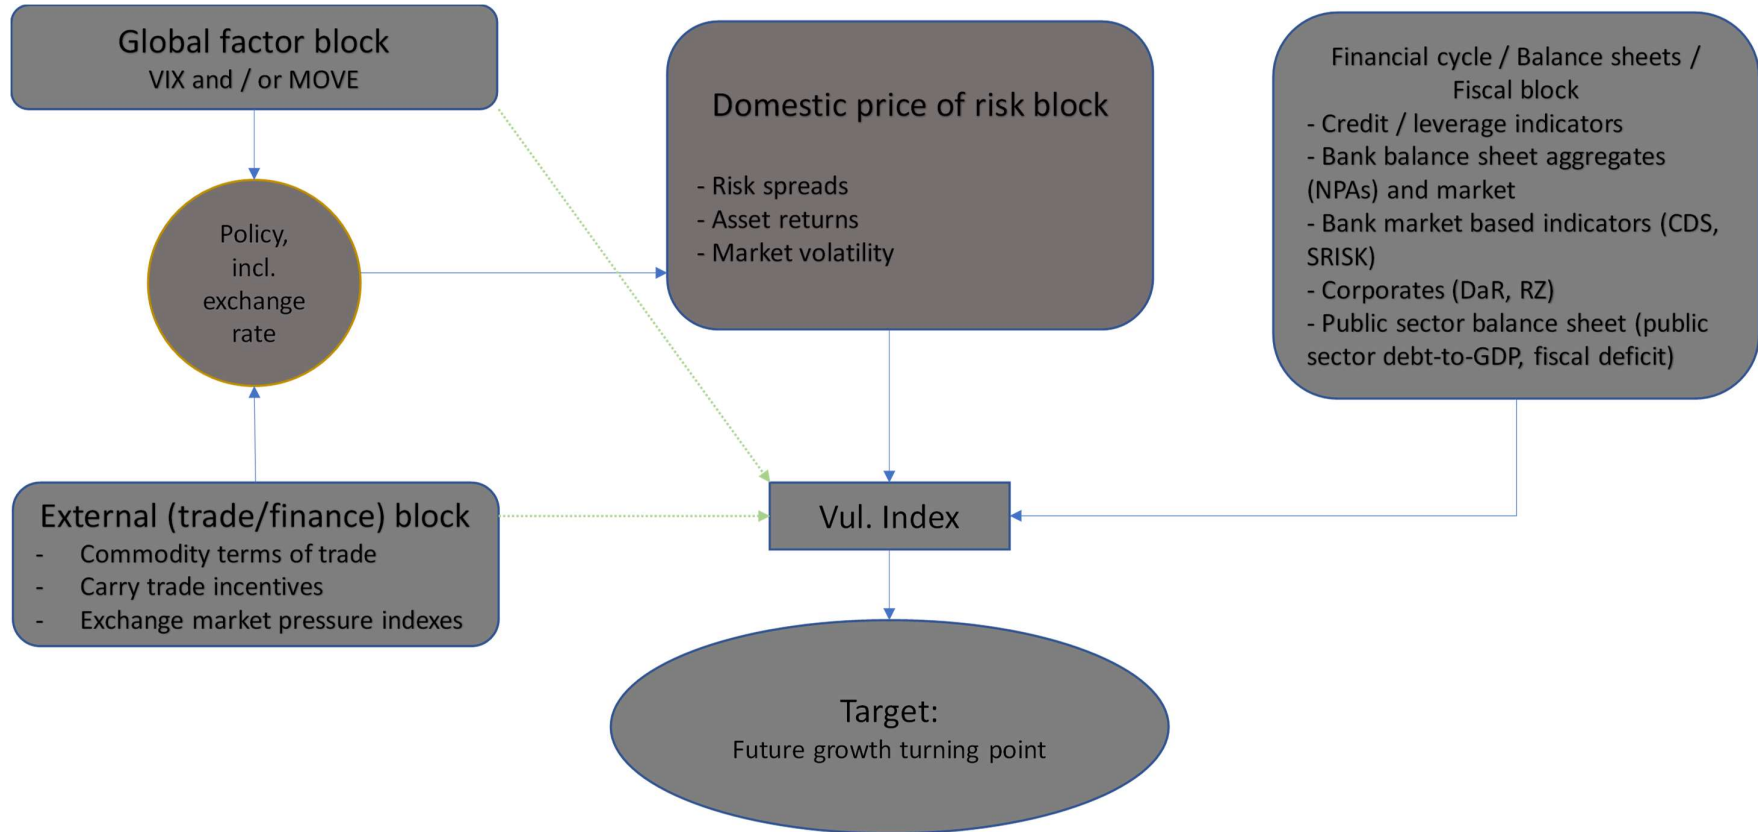 Global factor block
VIX and / or MOVE
Policy,
incl.
exchange
rate
External (trade/finance) block
- Commodity terms of trade
- Carry trade incentives
- Exchange market pressure indexes
Domestic price of risk block
- Risk spreads
- Asset returns
- Market volatility
Financial cycle / Balance sheets /
Fiscal block
- Credit / leverage indicators
- Bank balance sheet aggregates
(NPAs) and market
- Bank market based indicators (CDS,
SRISK)
- Corporates (DaR, RZ)
- Public sector balance sheet (public
sector debt-to-GDP, fiscal deficit)
Vul. Index
Target:
Future growth turning point